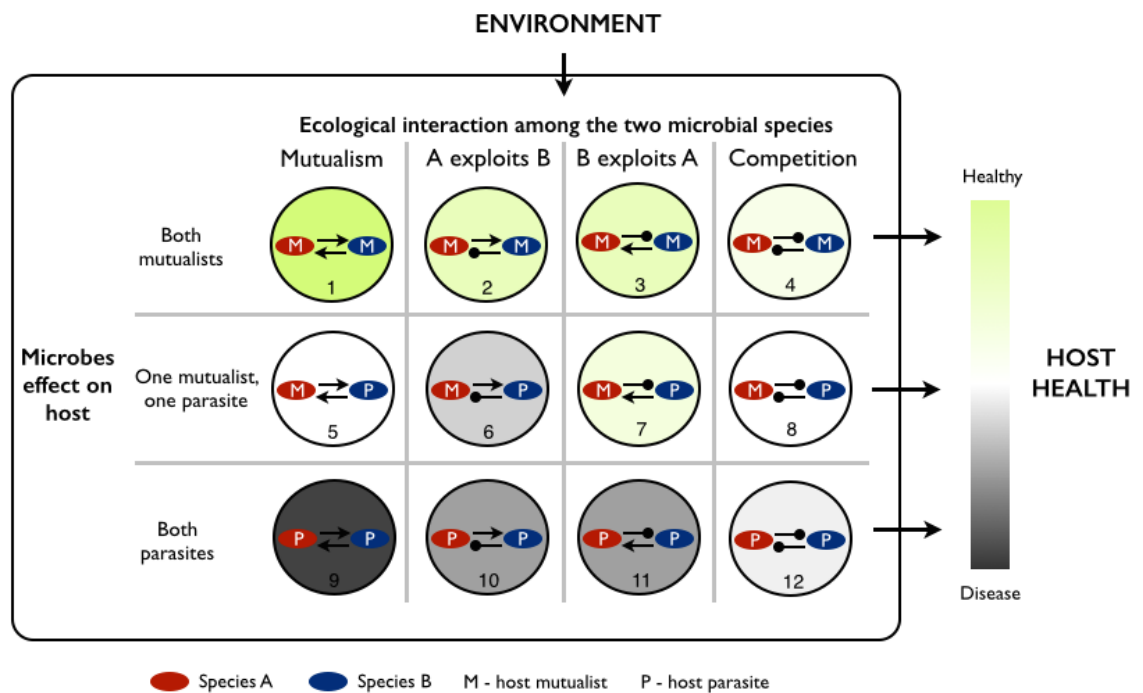 ENVIRONMENT
Ecological interaction among the two microbial species
Mutualism
A exploits B
B exploits A
Competition
Both
mutualists
M M
1
M M
2
M M
3
M M
4
Healthy
Microbes
effect on
host
One mutualist,
one parasite
M P
5
M P
6
M P
7
M P
8
HOST
HEALTH
Both
parasites
P P
9
P P
10
P P
11
P P
12
Disease
Species A
Species B
M - host mutualist
P - host parasite